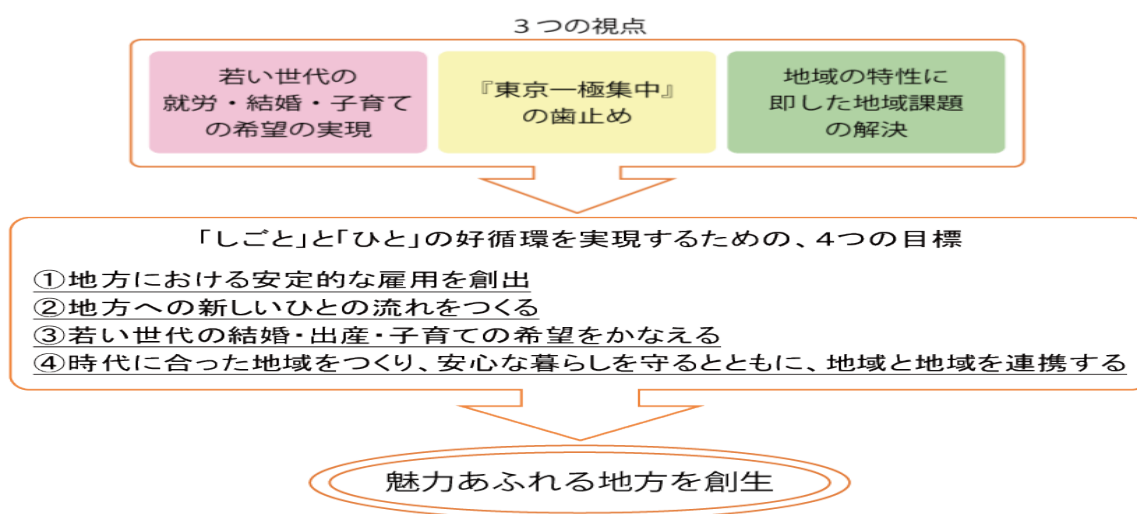 3つの視点
若い世代の
就労・結婚・子育て
の希望の実現
『東京一極集中』
の歯止め
地域の特性に
即した地域課題
の解決
「しごと」と「ひと」の好循環を実現するための、4つの目標
①地方における安定的な雇用を創出
②地方への新しいひとの流れをつくる
③若い世代の結婚・出産・子育ての希望をかなえる
④時代に合った地域をつくり、安心な暮らしを守るとともに、地域と地域を連携する
魅力あふれる地方を創生